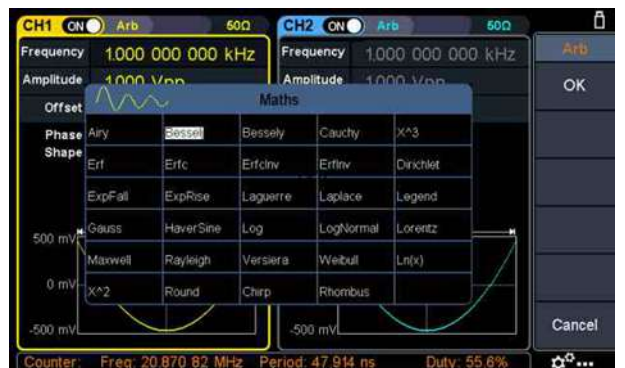 CH1 ON Arb 50Ω CH2 ON Arb 50Ω
Frequency 1.000 000 000 kHz Frequency 1.000 000 000 kHz Arb
Amplitude 1.000 Vpp Amplitude 1.000 Vpp OK
Offset Maths
Phase Airy Bessel Bessely Cauchy X^3
Shape Erf Erfc ErfcInv ErfInv Dirichlet
ExpFall ExpRise Laguerre Laplace Legend
500 mV Gauss HaverSine Log LogNormal Lorentz
Maxwell Rayleigh Versiera Weibull Ln(x)
0 mV X^2 Round Chirp Rhombus
-500 mV -500 mV Cancel
Counter: Freq: 20.870 82 MHz Period: 47.914 ns Duty: 55.6%